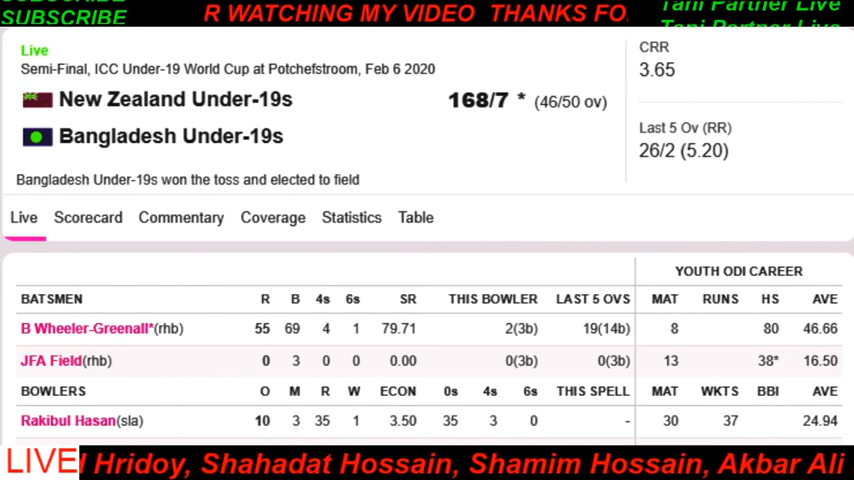 SUBSCRIBE
SUBSCRIBE
R WATCHING MY VIDEO THANKS FO
Tani Partner Live
Tani Partner Live
Live
Semi-Final, ICC Under-19 World Cup at Potchefstroom, Feb 6 2020
New Zealand Under-19s 168/7 * (46/50 ov)
Bangladesh Under-19s
Bangladesh Under-19s won the toss and elected to field
CRR
3.65
Last 5 Ov (RR)
26/2 (5.20)
Live Scorecard Commentary Coverage Statistics Table
YOUTH ODI CAREER
BATSMEN R B 4s 6s SR THIS BOWLER LAST 5 OVS MAT RUNS HS AVE
B Wheeler-Greenall*(rhb) 55 69 4 1 79.71 2(3b) 19(14b) 8 80 46.66
JFA Field(rhb) 0 3 0 0 0.00 0(3b) 0(3b) 13 38* 16.50
BOWLERS O M R W ECON 0s 4s 6s THIS SPELL MAT WKTS BBI AVE
Rakibul Hasan(sla) 10 3 35 1 3.50 35 3 0 - 30 37 24.94
LIVE! Hridoy, Shahadat Hossain, Shamim Hossain, Akbar Ali